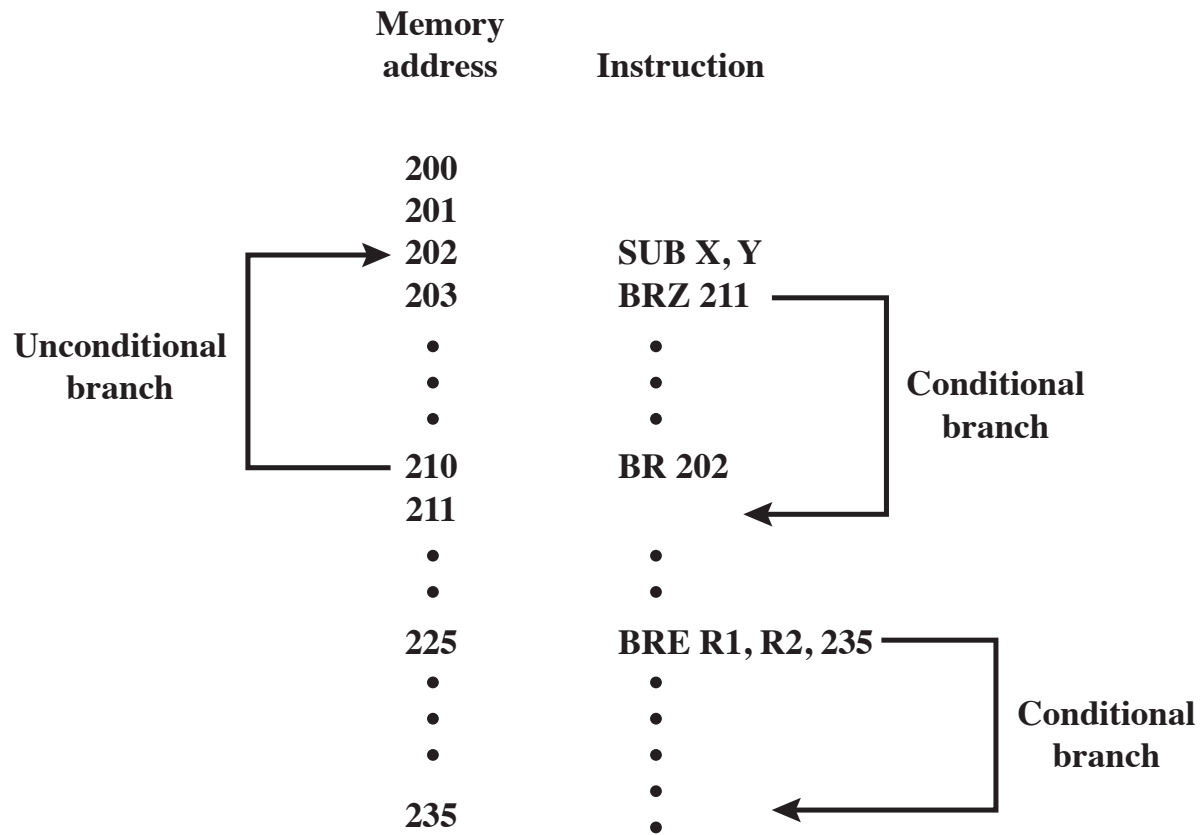 Memory
address
Instruction
200
201
202 SUB X, Y
203 BRZ 211
Unconditional
branch
Conditional
branch
210 BR 202
211
225 BRE R1, R2, 235
Conditional
branch
235